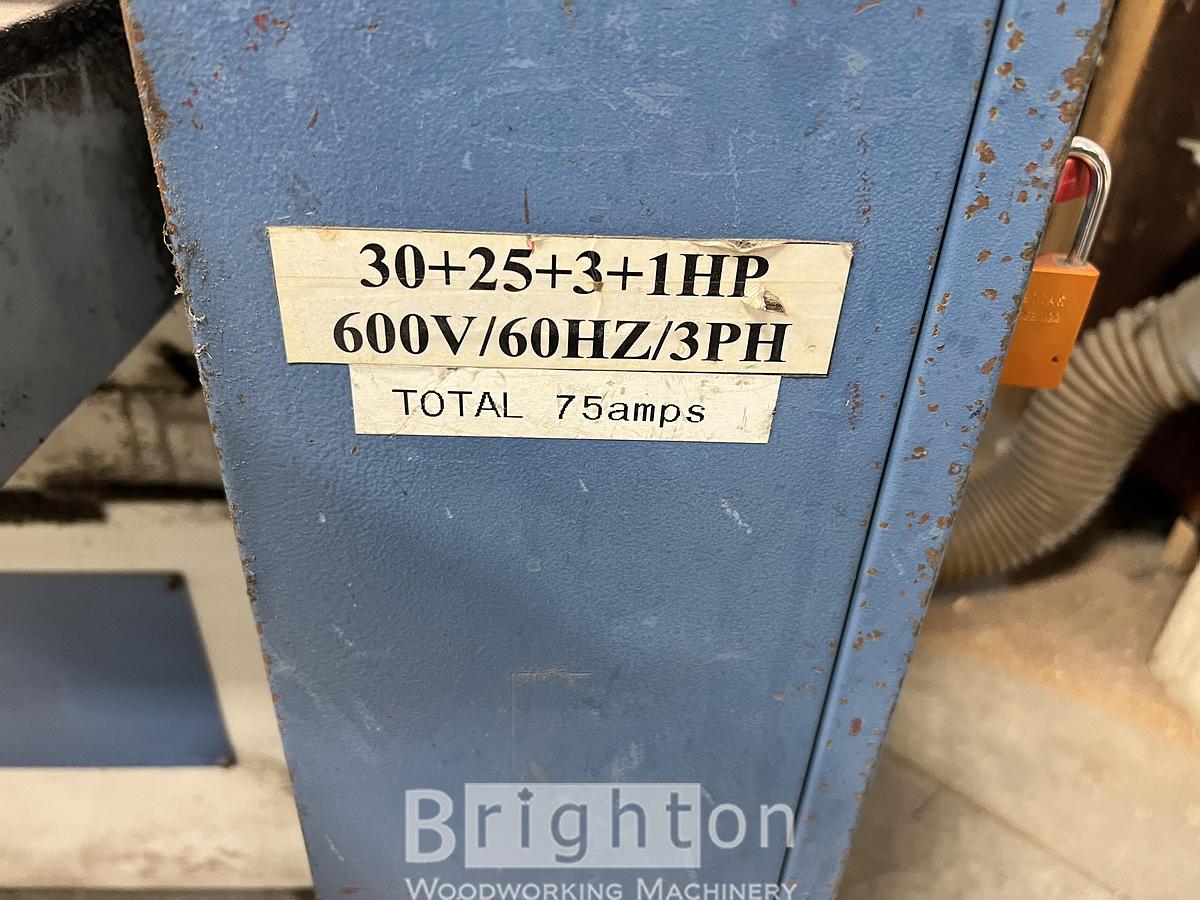 30+25+3+1HP
600V/60HZ/3PH
TOTAL 75amps
Brighton
WOODWORKING MACHINERY